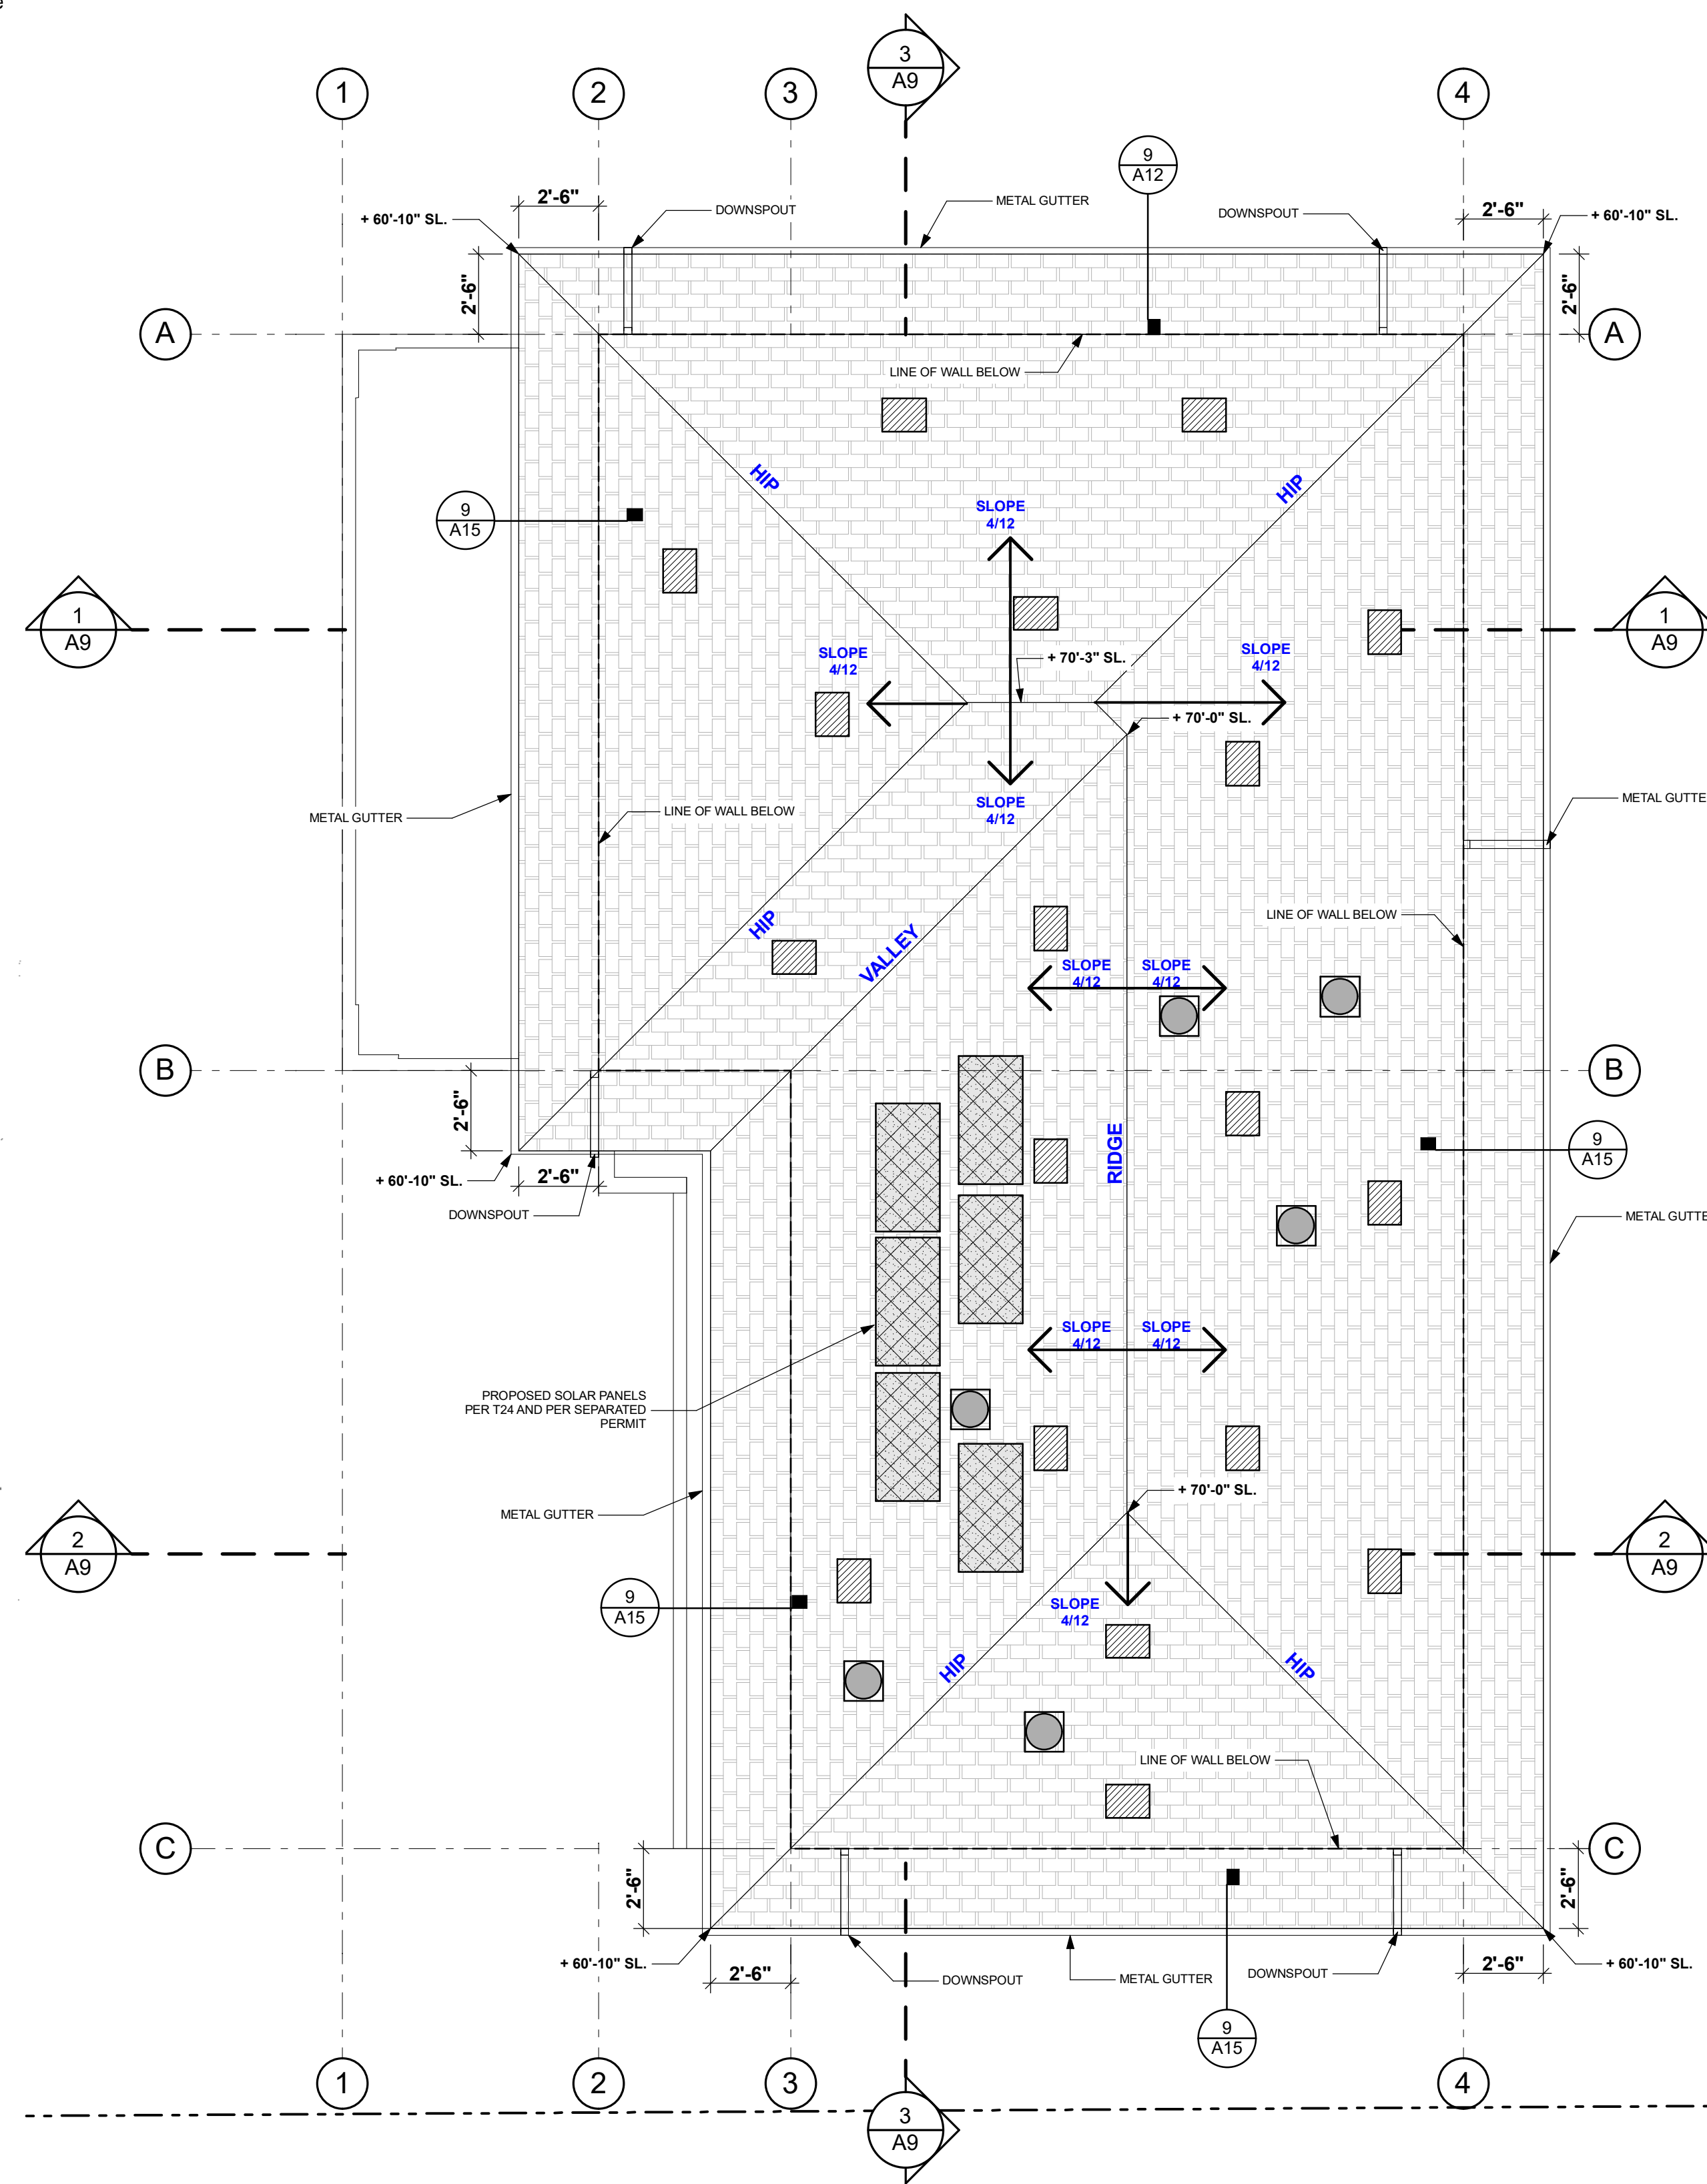 3
A9
1
2
3
4
9
A12
2'-6"
2'-6"
+ 60'-10" SL.
DOWNSPOUT
METAL GUTTER
DOWNSPOUT
+ 60'-10" SL.
2'-6"
2'-6"
A
A
LINE OF WALL BELOW
HIP
HIP
SLOPE
4/12
9
A15
1
A9
1
A9
SLOPE
4/12
+ 70'-3" SL.
SLOPE
4/12
+ 70'-0" SL.
METAL GUTTER
LINE OF WALL BELOW
SLOPE
4/12
METAL GUTTE
HIP
VALLEY
LINE OF WALL BELOW
SLOPE
4/12
SLOPE
4/12
B
B
2'-6"
RIDGE
9
A15
+ 60'-10" SL.
2'-6"
DOWNSPOUT
METAL GUTTE
SLOPE
4/12
SLOPE
4/12
PROPOSED SOLAR PANELS
PER T24 AND PER SEPARATED
PERMIT
METAL GUTTER
+ 70'-0" SL.
2
A9
2
A9
9
A15
SLOPE
4/12
HIP
HIP
LINE OF WALL BELOW
C
C
2'-6"
2'-6"
+ 60'-10" SL.
2'-6"
DOWNSPOUT
METAL GUTTER
DOWNSPOUT
2'-6"
+ 60'-10" SL.
9
A15
1
2
3
4
3
A9